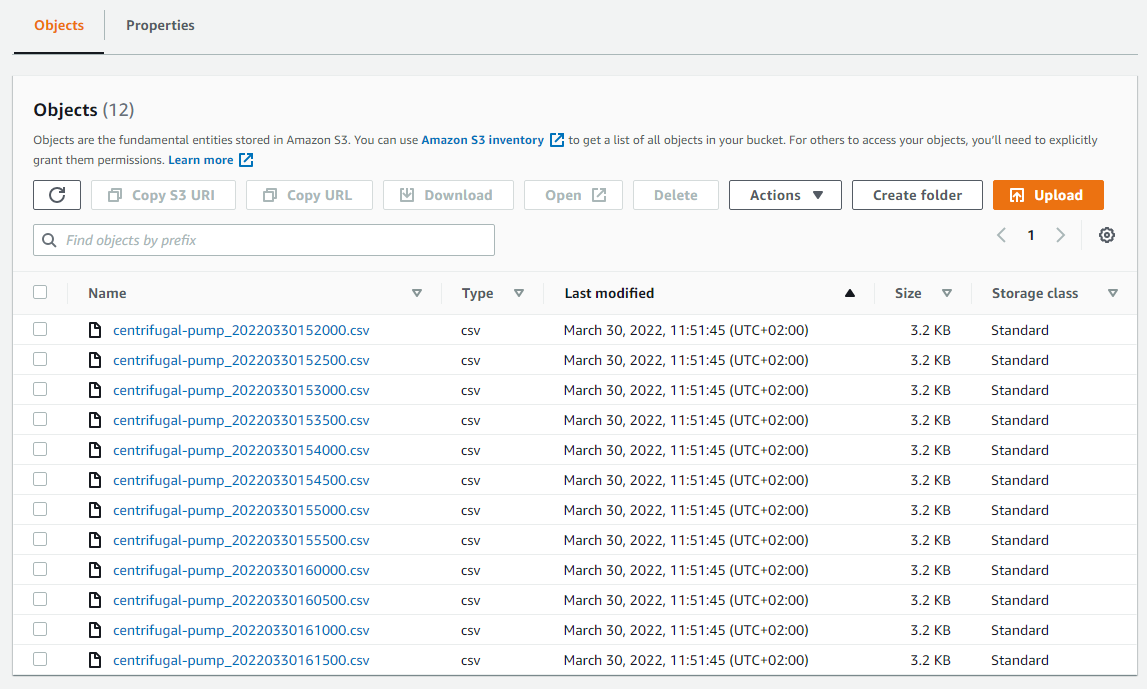 Objects Properties
Objects (12)
Objects are the fundamental entities stored in Amazon S3. You can use Amazon S3 inventory to get a list of all objects in your bucket. For others to access your objects, you'll need to explicitly
grant them permissions. Learn more
Copy S3 URI Copy URL Download Open Delete Actions Create folder Upload
Find objects by prefix 1
Name Type Last modified Size Storage class
centrifugal-pump_20220330152000.csv csv March 30, 2022, 11:51:45 (UTC+02:00) 3.2 KB Standard
centrifugal-pump_20220330152500.csv csv March 30, 2022, 11:51:45 (UTC+02:00) 3.2 KB Standard
centrifugal-pump_20220330153000.csv csv March 30, 2022, 11:51:45 (UTC+02:00) 3.2 KB Standard
centrifugal-pump_20220330153500.csv csv March 30, 2022, 11:51:45 (UTC+02:00) 3.2 KB Standard
centrifugal-pump_20220330154000.csv csv March 30, 2022, 11:51:45 (UTC+02:00) 3.2 KB Standard
centrifugal-pump_20220330154500.csv csv March 30, 2022, 11:51:45 (UTC+02:00) 3.2 KB Standard
centrifugal-pump_20220330155000.csv csv March 30, 2022, 11:51:45 (UTC+02:00) 3.2 KB Standard
centrifugal-pump_20220330155500.csv csv March 30, 2022, 11:51:45 (UTC+02:00) 3.2 KB Standard
centrifugal-pump_20220330160000.csv csv March 30, 2022, 11:51:45 (UTC+02:00) 3.2 KB Standard
centrifugal-pump_20220330160500.csv csv March 30, 2022, 11:51:45 (UTC+02:00) 3.2 KB Standard
centrifugal-pump_20220330161000.csv csv March 30, 2022, 11:51:45 (UTC+02:00) 3.2 KB Standard
centrifugal-pump_20220330161500.csv csv March 30, 2022, 11:51:45 (UTC+02:00) 3.2 KB Standard